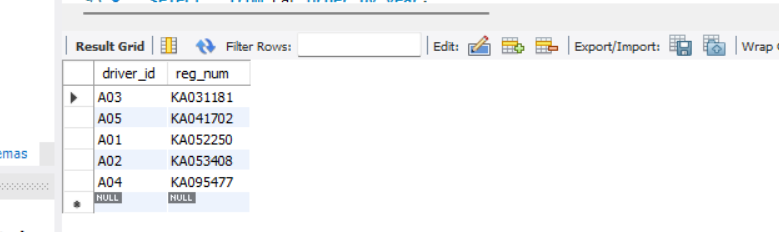 Result Grid Filter Rows: Edit: Export/Import: Wrap
driver_id reg_num
A03 KA031181
A05 KA041702
A01 KA052250
A02 KA053408
emas
A04 KA095477
NULL NULL